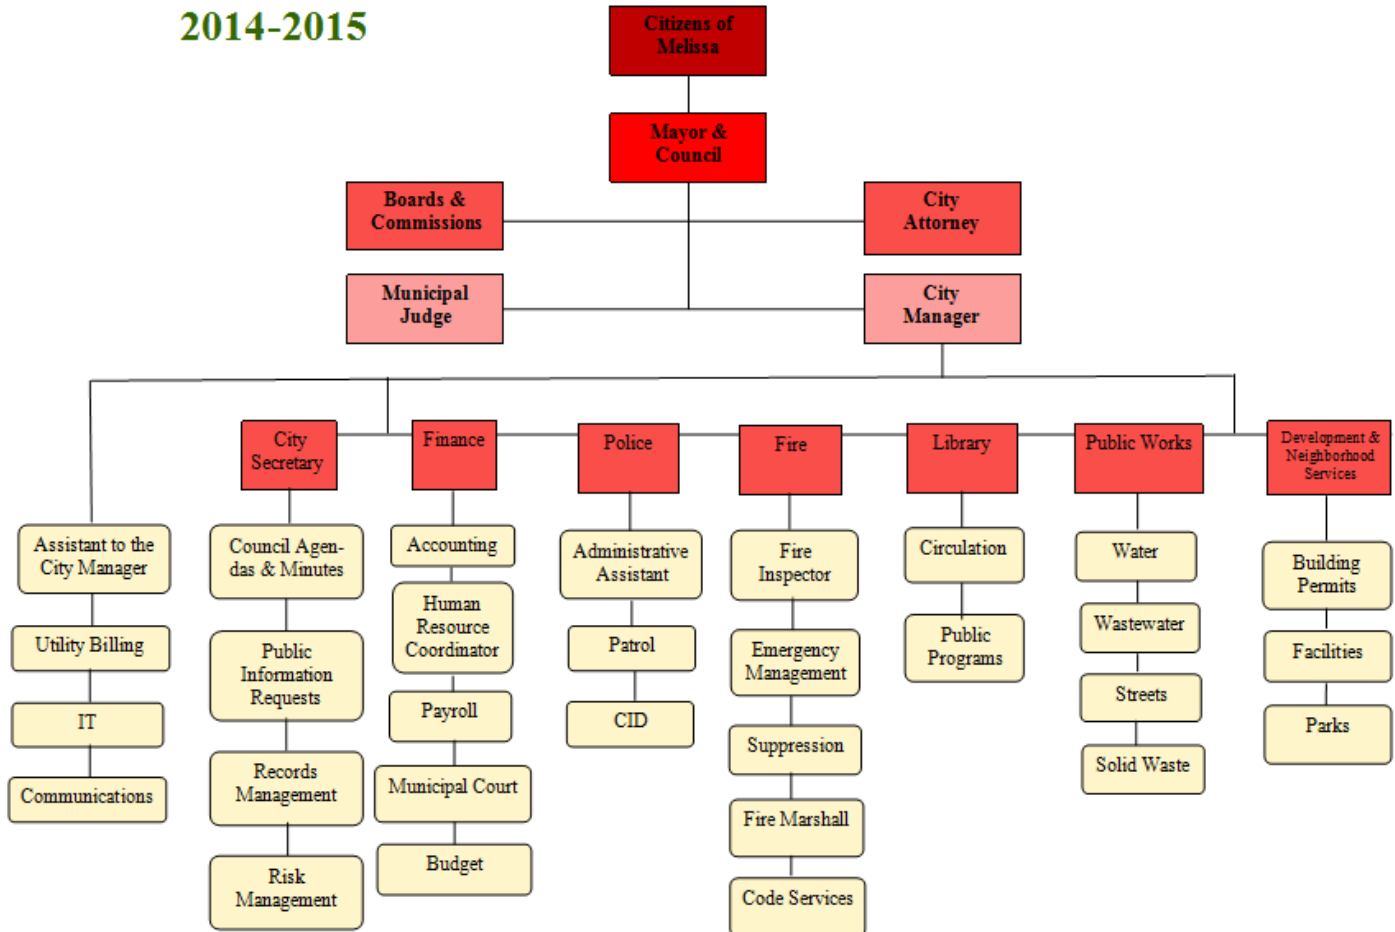 2014-2015
Citizens of
Melissa
Mayor &
Council
Boards &
Commissions
City
Attorney
Municipal
Judge
City
Manager
City
Secretary
Finance
Police
Fire
Library
Public Works
Development &
Neighborhood
Services
Assistant to the
City Manager
Utility Billing
IT
Communications
Council Agen-
das & Minutes
Public
Information
Requests
Records
Management
Risk
Management
Accounting
Human
Resource
Coordinator
Payroll
Municipal Court
Budget
Administrative
Assistant
Patrol
CID
Fire
Inspector
Emergency
Management
Suppression
Fire Marshall
Code Services
Circulation
Public
Programs
Water
Wastewater
Streets
Solid Waste
Building
Permits
Facilities
Parks